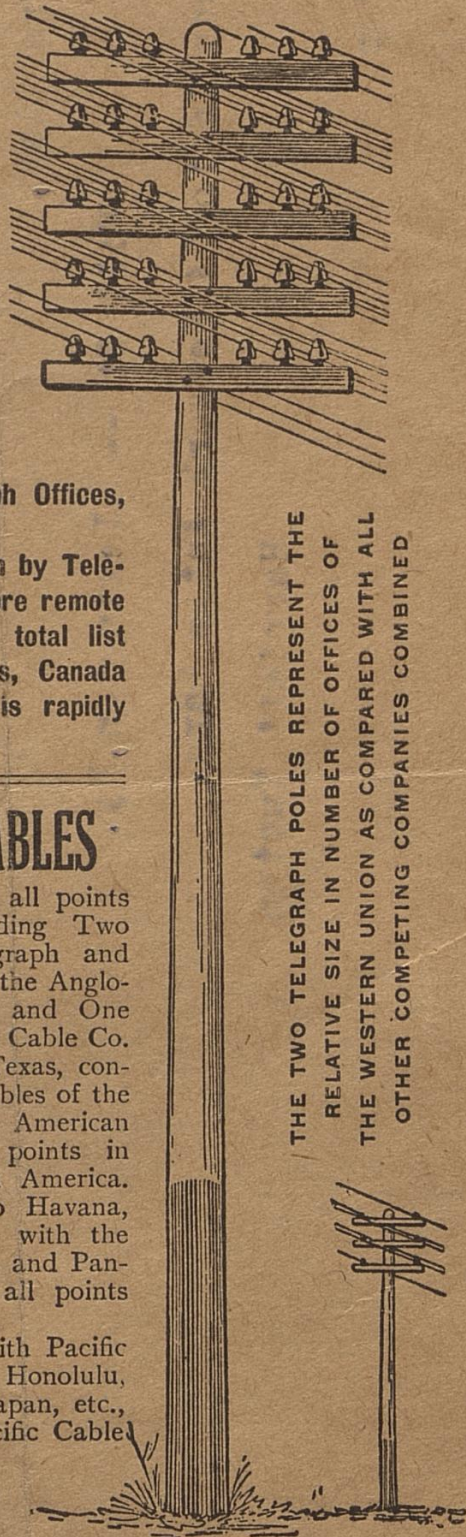 h Offices,
by Tele-
re remote
total list
s, Canada
is rapidly
ABLES
all points
ding Two
graph and
the Anglo-
and One
Cable Co.
Texas, con-
bles of the
American
points in
America.
Havana,
with the
and Pan-
all points
ith Pacific
Honolulu,
apan, etc.,
cific Cable
THE TWO TELEGRAPH POLES REPRESENT THE
RELATIVE SIZE IN NUMBER OF OFFICES OF
THE WESTERN UNION AS COMPARED WITH ALL
OTHER COMPETING COMPANIES COMBINED